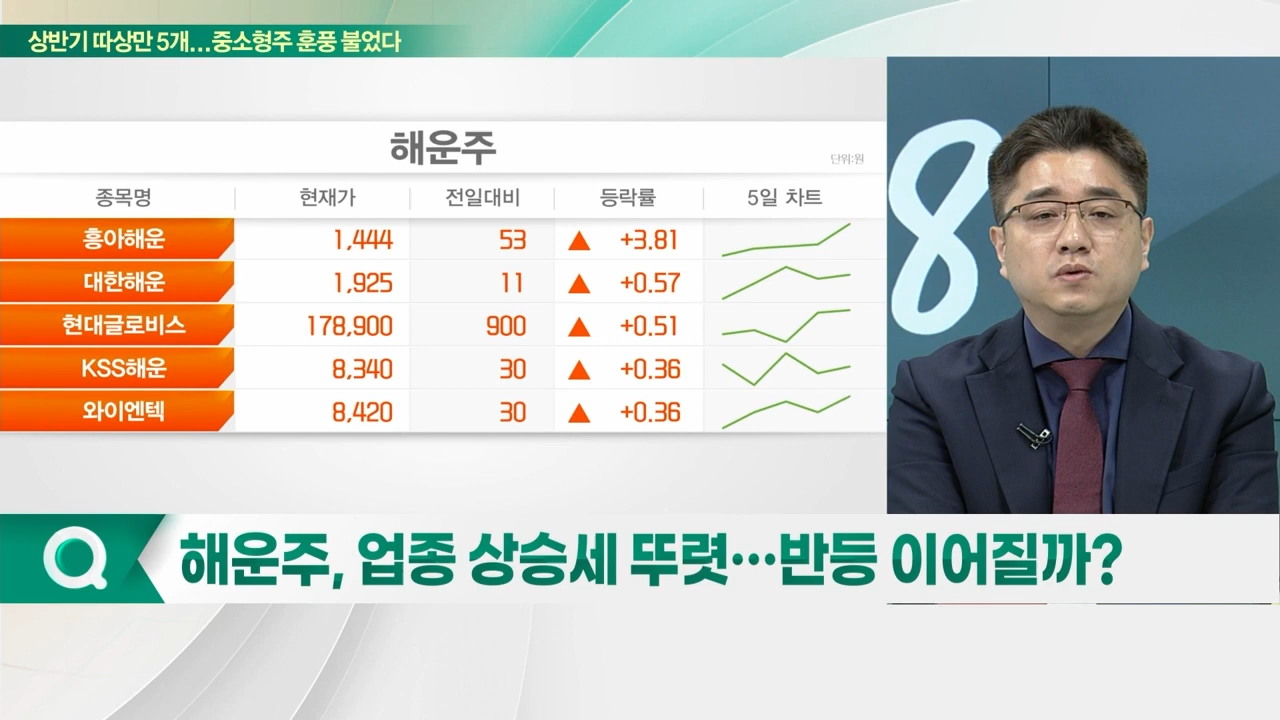 상반기 따상만 5개...중소형주 훈풍 불었다
해운주
단위:원
종목명 현재가 전일대비 등락률 5일 차트
흥아해운 1,444 53 ▲ +3.81
대한해운 1,925 11 ▲ +0.57
현대글로비스 178,900 900 ▲ +0.51
KSS해운 8,340 30 ▲ +0.36
와이엔텍 8,420 30 ▲ +0.36
8
Q 해운주, 업종 상승세 뚜렷…반등 이어질까?